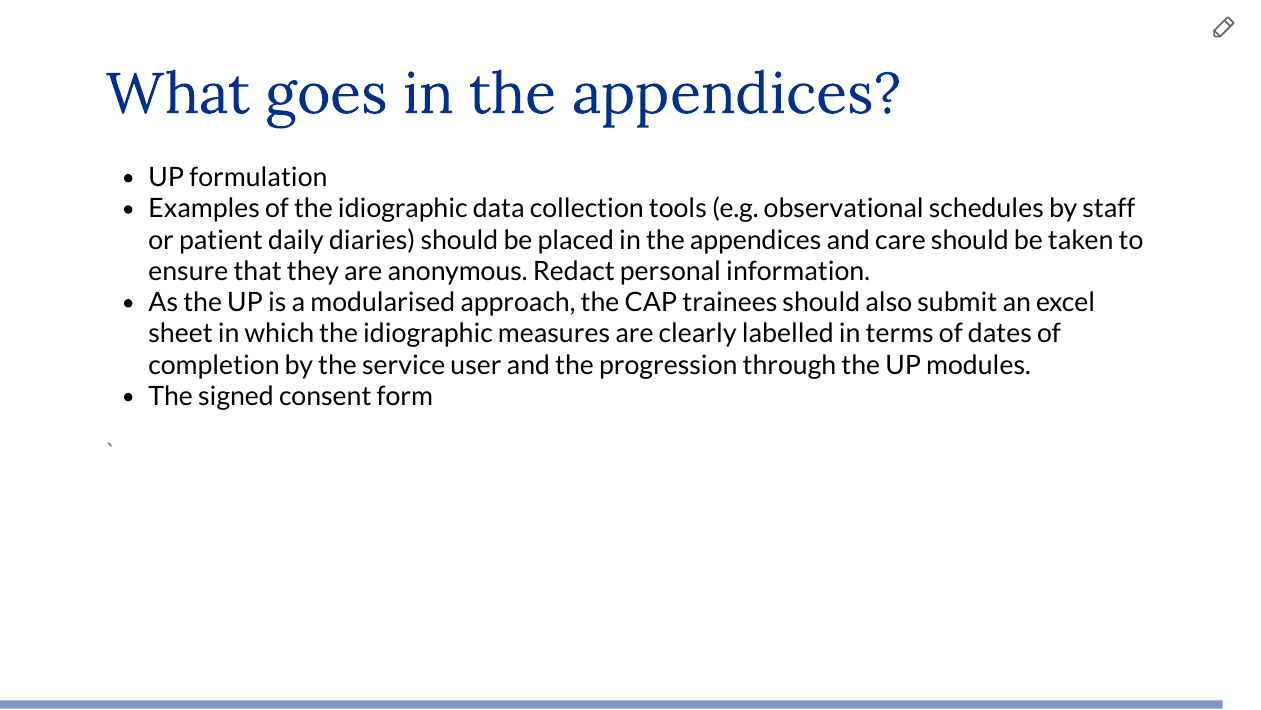 What goes in the appendices?
• UP formulation
• Examples of the idiographic data collection tools (e.g. observational schedules by staff
or patient daily diaries) should be placed in the appendices and care should be taken to
ensure that they are anonymous. Redact personal information.
• As the UP is a modularised approach, the CAP trainees should also submit an excel
sheet in which the idiographic measures are clearly labelled in terms of dates of
completion by the service user and the progression through the UP modules.
• The signed consent form
`